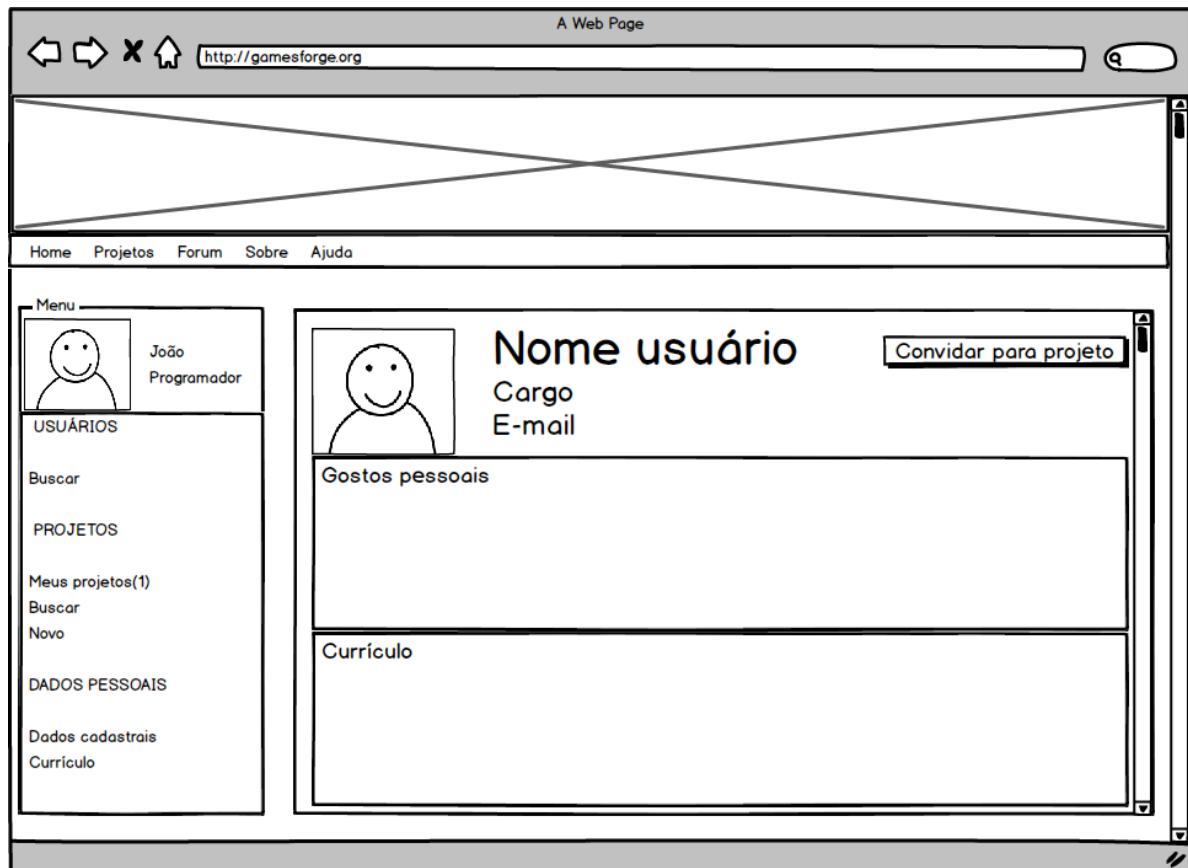 A Web Page
http://gamesforge.org
Home Projetos Forum Sobre Ajuda
Menu
João
Programador
USUÁRIOS
Buscar
PROJETOS
Meus projetos(1)
Buscar
Novo
DADOS PESSOAIS
Dados cadastrais
Currículo
Nome usuário
Convidar para projeto
Cargo
E-mail
Gostos pessoais
Currículo